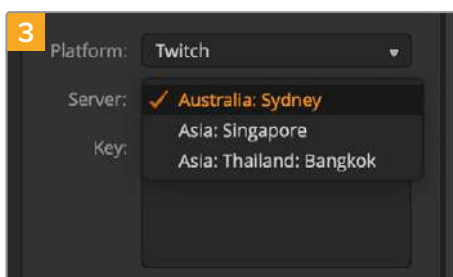 3
Platform: Twitch
Server: Australia: Sydney
Asia: Singapore
Key:
Asia: Thailand: Bangkok